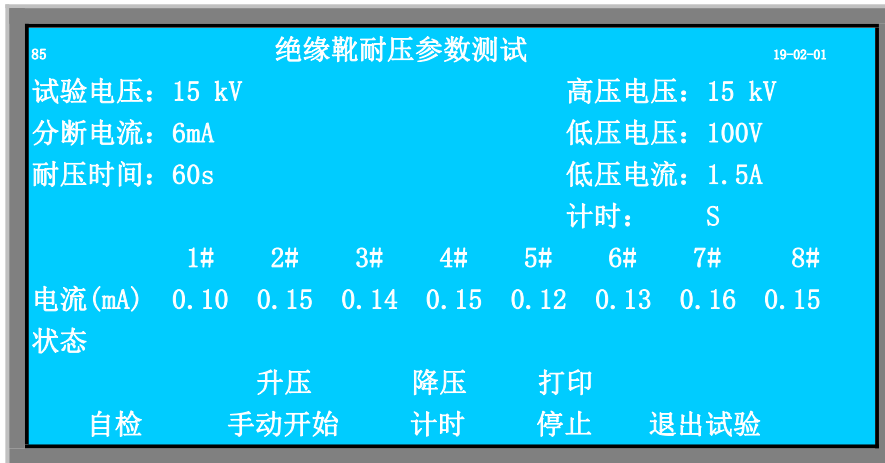 85 绝缘靴耐压参数测试 19-02-01
试验电压：15 kV 高压电压：15 kV
分断电流：6mA 低压电压：100V
耐压时间：60s 低压电流：1.5A
计时： S
1# 2# 3# 4# 5# 6# 7# 8#
电流(mA) 0.10 0.15 0.14 0.15 0.12 0.13 0.16 0.15
状态
升压 降压 打印
自检 手动开始 计时 停止 退出试验